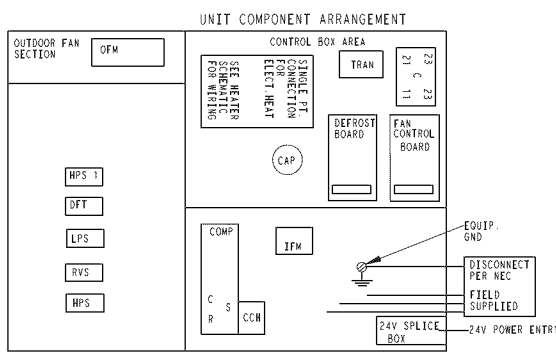 UNIT COMPONENT ARRANGEMENT
OUTDOOR FAN
SECTION
OFM
CONTROL BOX AREA
SINGLE PT.
CONNECTION
FOR
ELECT.HEAT
SEE HEATER
SCHEMATIC
FOR WIRING
TRAN
23
21
C
11
23
DEFROST
BOARD
FAN
CONTROL
BOARD
CAP
HPS 1
DFT
LPS
RVS
HPS
COMP
C
S
R
CCH
IFM
EQUIP.
GND
DISCONNECT
PER NEC
FIELD
SUPPLIED
24V SPLICE
BOX
24V POWER ENTRY